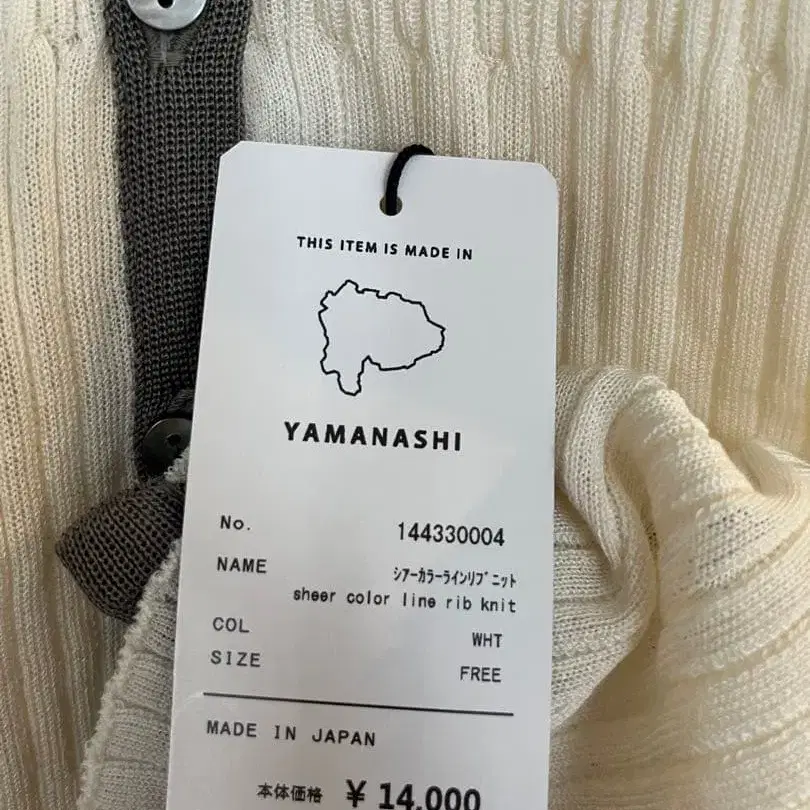 THIS ITEM IS MADE IN
YAMANASHI
No. 144330004
NAME シアーカラーラインリブニット
sheer color line rib knit
COL WHT
SIZE FREE
MADE IN JAPAN
本体価格 ¥ 14,000